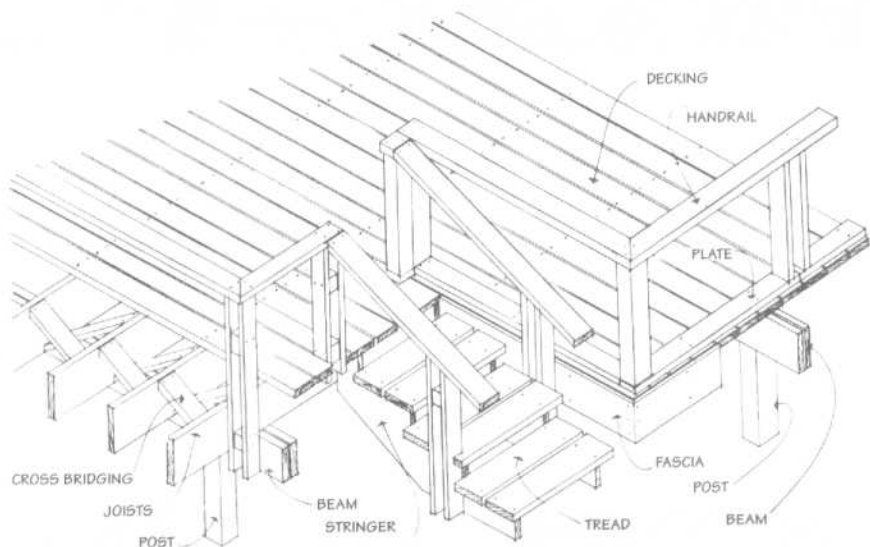 DECKING
HANDRAIL
PLATE
CROSS BRIDGING
JOISTS
POST
BEAM
STRINGER
TREAD
FASCIA
POST
BEAM